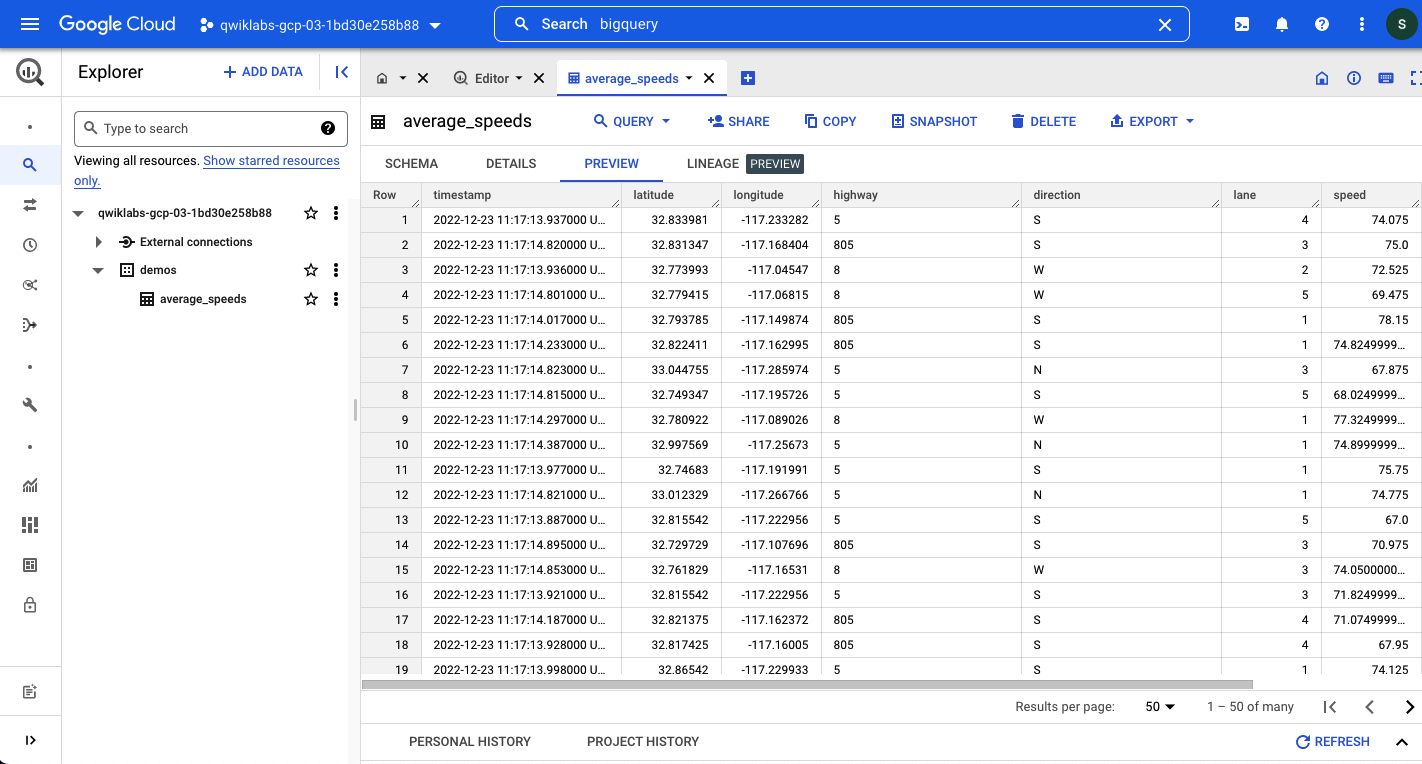 Google Cloud qwiklabs-gcp-03-1bd30e258b88 Search bigquery S
Explorer + ADD DATA
Editor average_speeds
Type to search
Viewing all resources. Show starred resources
only.
qwiklabs-gcp-03-1bd30e258b88
External connections
demos
average_speeds
average_speeds QUERY SHARE COPY SNAPSHOT DELETE EXPORT
SCHEMA DETAILS PREVIEW LINEAGE PREVIEW
Row timestamp latitude longitude highway direction lane speed
1 2022-12-23 11:17:13.937000 U... 32.833981 -117.233282 5 S 4 74.075
2 2022-12-23 11:17:14.820000 U... 32.831347 -117.168404 805 S 3 75.0
3 2022-12-23 11:17:13.936000 U... 32.773993 -117.04547 8 W 2 72.525
4 2022-12-23 11:17:14.801000 U... 32.779415 -117.06815 8 W 5 69.475
5 2022-12-23 11:17:14.017000 U... 32.793785 -117.149874 805 S 1 78.15
6 2022-12-23 11:17:14.233000 U... 32.822411 -117.162995 805 S 1 74.8249999...
7 2022-12-23 11:17:14.823000 U... 33.044755 -117.285974 5 N 3 67.875
8 2022-12-23 11:17:14.815000 U... 32.749347 -117.195726 5 S 5 68.0249999...
9 2022-12-23 11:17:14.297000 U... 32.780922 -117.089026 8 W 1 77.3249999...
10 2022-12-23 11:17:14.387000 U... 32.997569 -117.25673 5 N 1 74.8999999...
11 2022-12-23 11:17:13.977000 U... 32.74683 -117.191991 5 S 1 75.75
12 2022-12-23 11:17:14.821000 U... 33.012329 -117.266766 5 N 1 74.775
13 2022-12-23 11:17:13.887000 U... 32.815542 -117.222956 5 S 5 67.0
14 2022-12-23 11:17:14.895000 U... 32.729729 -117.107696 805 S 3 70.975
15 2022-12-23 11:17:14.853000 U... 32.761829 -117.16531 8 W 3 74.0500000...
16 2022-12-23 11:17:13.921000 U... 32.815542 -117.222956 5 S 3 71.8249999...
17 2022-12-23 11:17:14.187000 U... 32.821375 -117.162372 805 S 4 71.0749999...
18 2022-12-23 11:17:13.928000 U... 32.817425 -117.16005 805 S 4 67.95
19 2022-12-23 11:17:13.998000 U... 32.86542 -117.229933 5 S 1 74.125
Results per page: 50 1 – 50 of many
PERSONAL HISTORY PROJECT HISTORY REFRESH